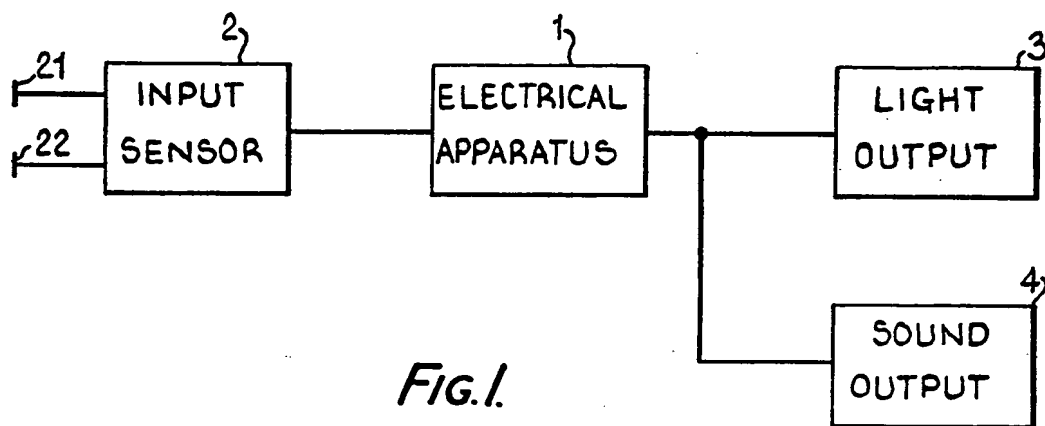 21
22
2
INPUT
SENSOR
1
ELECTRICAL
APPARATUS
3
LIGHT
OUTPUT
4
SOUND
OUTPUT
FIG.1.